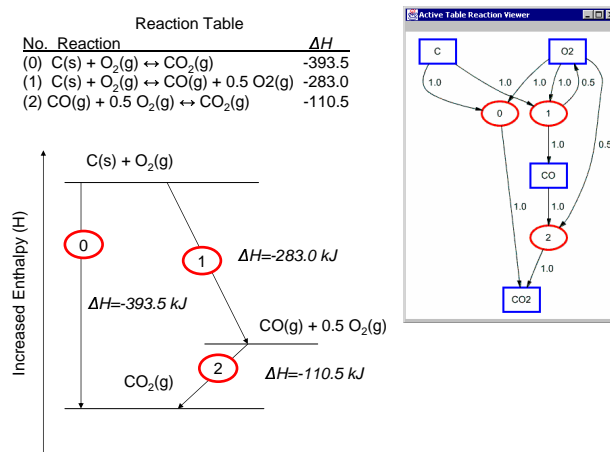 Reaction Table
No. Reaction ΔH
(0) C(s) + O₂(g) ↔ CO₂(g) -393.5
(1) C(s) + O₂(g) ↔ CO(g) + 0.5 O2(g) -283.0
(2) CO(g) + 0.5 O₂(g) ↔ CO₂(g) -110.5
Increased Enthalpy (H)
C(s) + O₂(g)
0
1
ΔH=-283.0 kJ
ΔH=-393.5 kJ
CO(g) + 0.5 O₂(g)
2
ΔH=-110.5 kJ
CO₂(g)
Active Table Reaction Viewer
C O2
1.0 1.0 1.0 1.0 0.5
0 1
1.0 0.5
CO
1.0 1.0
2
1.0
CO2